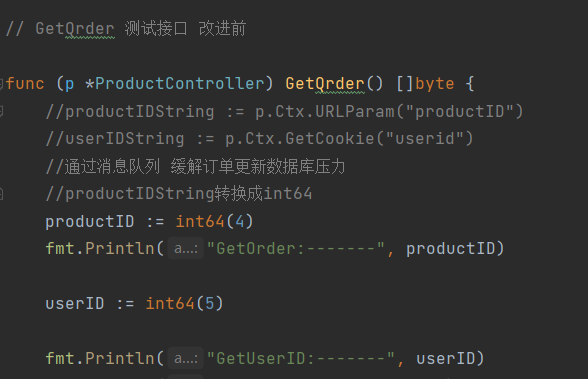 // GetQrder 测试接口 改进前
func (p *ProductController) GetQrder() []byte {
//productIDString := p.Ctx.URLParam("productID")
//userIDString := p.Ctx.GetCookie("userid")
//通过消息队列 缓解订单更新数据库压力
//productIDString转换成int64
productID := int64(4)
fmt.Println( a...: "GetOrder:-------", productID)
userID := int64(5)
fmt.Println( a...: "GetUserID:-------", userID)